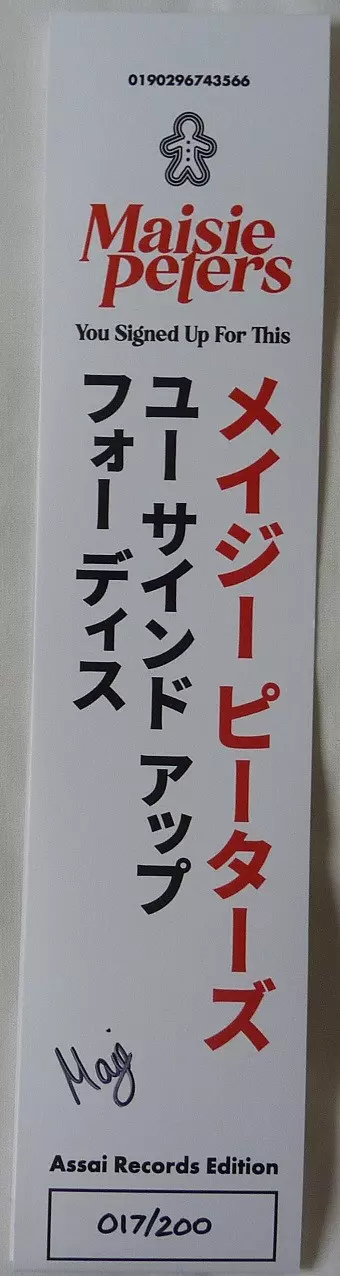 0190296743566
Maisie
Peters
You Signed Up For This
メイジー ピーターズ
ユー サインド アップ
フォー ディス
Assai Records Edition
017/200